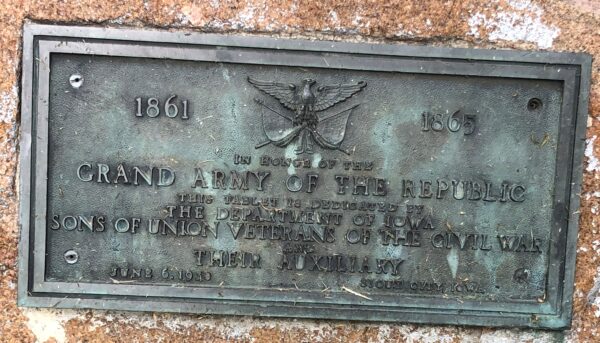 1861 1865
IN HONOR OF THE
GRAND ARMY OF THE REPUBLIC
THIS TABLET IS DEDICATED BY
THE DEPARTMENT OF IOWA
SONS OF UNION VETERANS OF THE CIVIL WAR
AND
THEIR AUXILIARY
JUNE 6, SIOUX CITY, IOWA